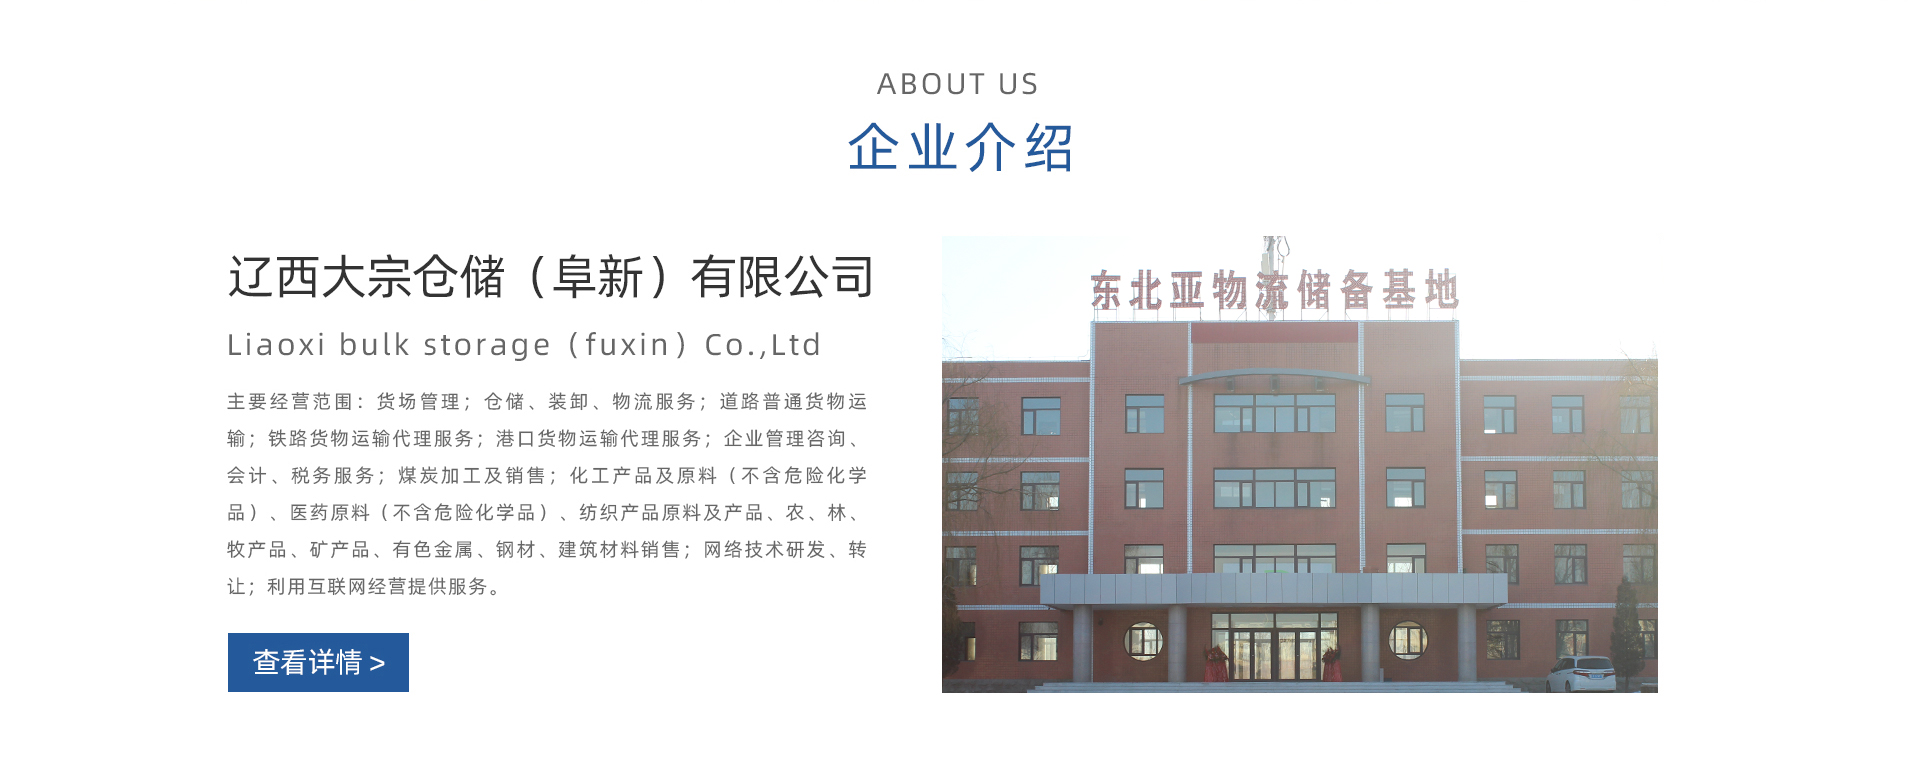 ABOUT US
企业介绍
辽西大宗仓储（阜新）有限公司
Liaoxi bulk storage（fuxin）Co.,Ltd
主要经营范围：货场管理；仓储、装卸、物流服务；道路普通货物运
输；铁路货物运输代理服务；港口货物运输代理服务；企业管理咨询、
会计、税务服务；煤炭加工及销售；化工产品及原料（不含危险化学
品）、医药原料（不含危险化学品）、纺织产品原料及产品、农、林、
牧产品、矿产品、有色金属、钢材、建筑材料销售；网络技术研发、转
让；利用互联网经营提供服务。
查看详情 >
东北亚物流储备基地